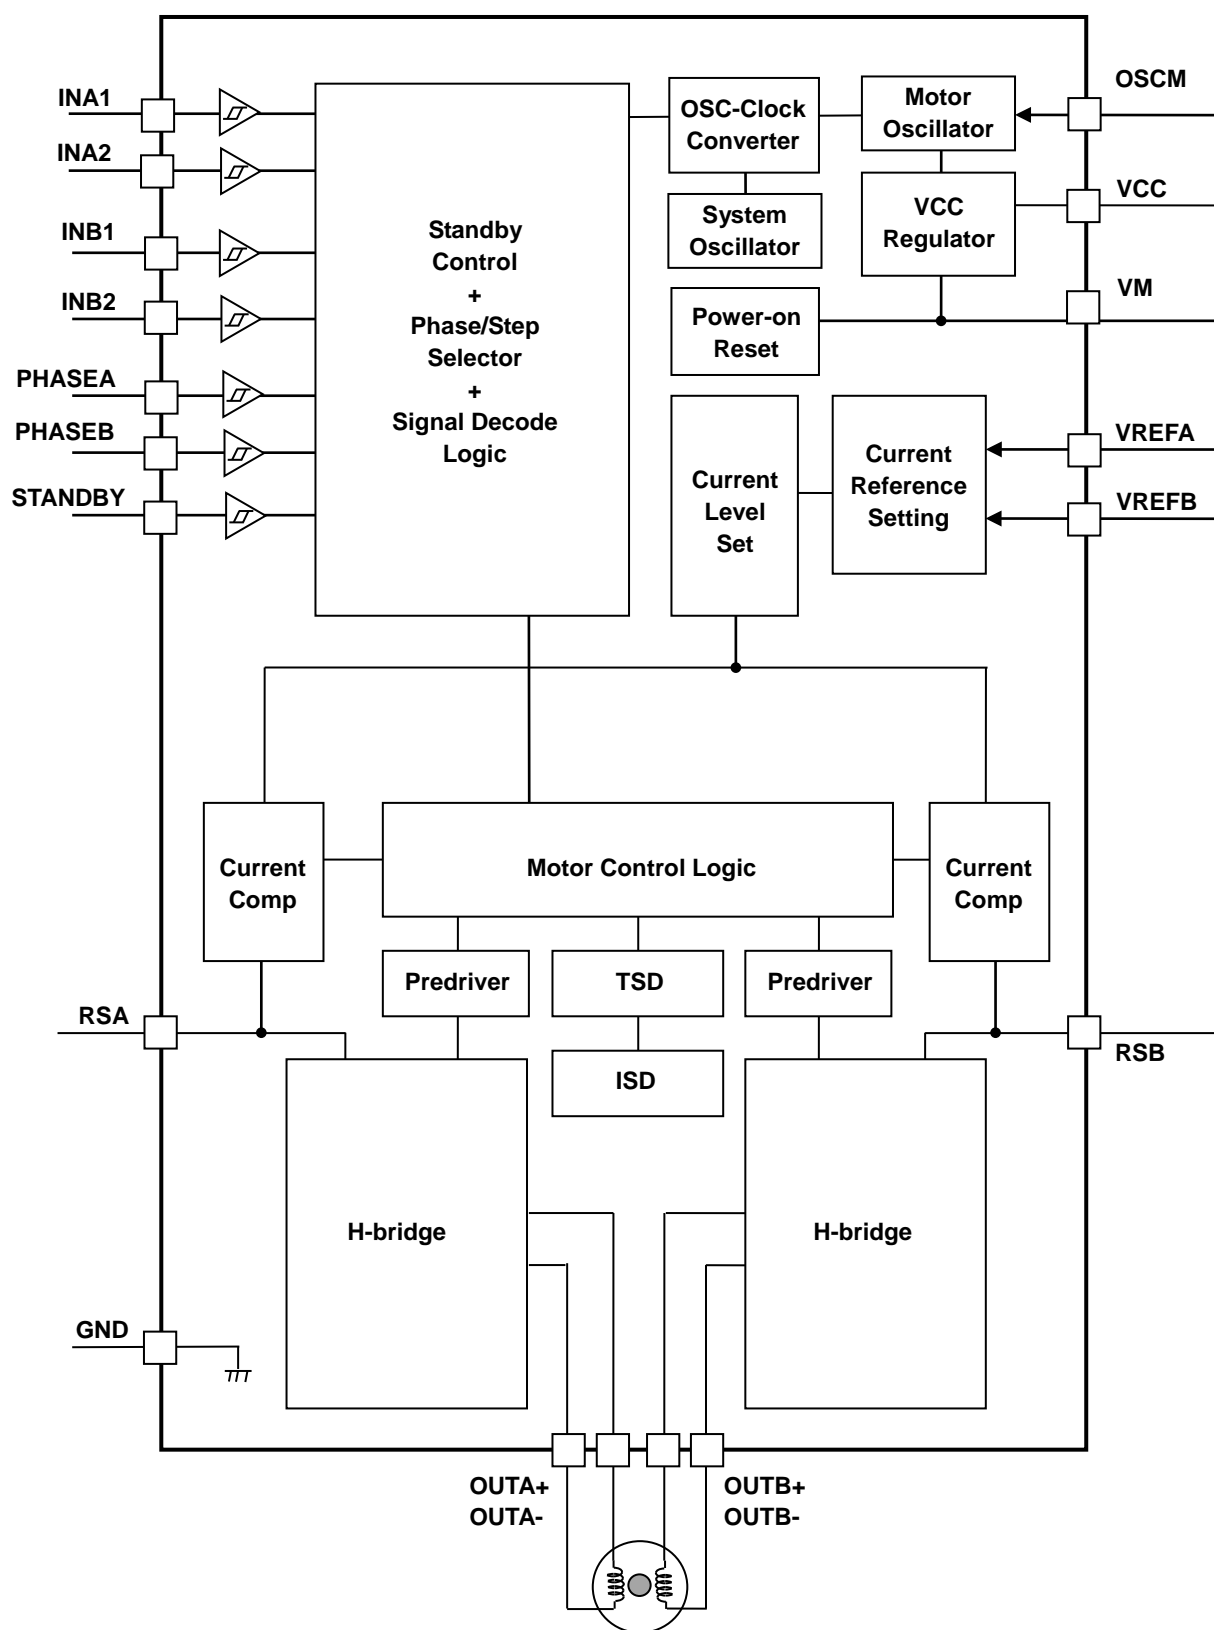 INA1
INA2
INB1
INB2
PHASEA
PHASEB
STANDBY
Standby
Control
+
Phase/Step
Selector
+
Signal Decode
Logic
OSC-Clock
Converter
Motor
Oscillator
OSCM
System
Oscillator
VCC
Regulator
VCC
Power-on
Reset
VM
Current
Level
Set
Current
Reference
Setting
VREFA
VREFB
Current
Comp
Motor Control Logic
Current
Comp
Predriver
TSD
Predriver
RSA
ISD
RSB
H-bridge
H-bridge
GND
OUTA+
OUTA-
OUTB+
OUTB-